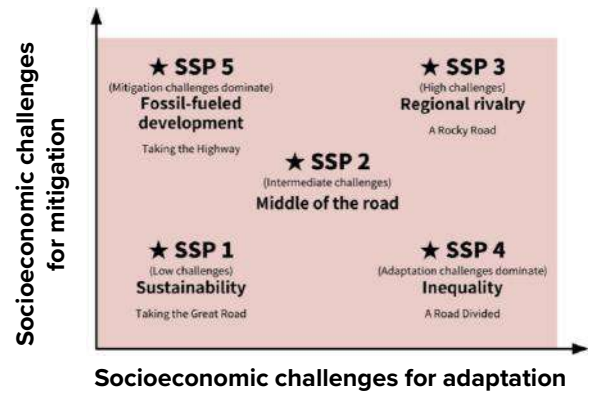 Socioeconomic challenges
for mitigation
★ SSP 5
(Mitigation challenges dominate)
Fossil-fueled
development
Taking the Highway
★ SSP 3
(High challenges)
Regional rivalry
A Rocky Road
★ SSP 2
(Intermediate challenges)
Middle of the road
★ SSP 1
(Low challenges)
Sustainability
Taking the Great Road
★ SSP 4
(Adaptation challenges dominate)
Inequality
A Road Divided
Socioeconomic challenges for adaptation